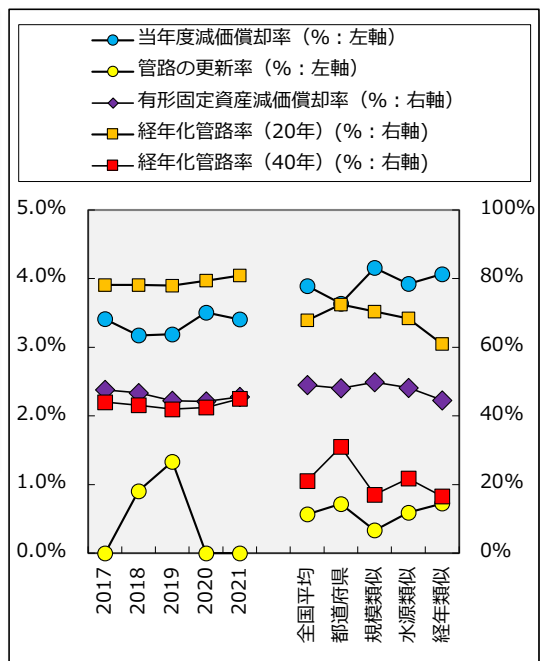 当年度減価償却率（%：左軸）
管路の更新率（%：左軸）
有形固定資産減価償却率（%：右軸）
経年化管路率（20年）(%：右軸)
経年化管路率（40年）(%：右軸)
5.0%
100%
4.0%
80%
3.0%
60%
2.0%
40%
1.0%
20%
0.0%
0%
2017
2018
2019
2020
2021
全国平均
都道府県
規模類似
水源類似
経年類似